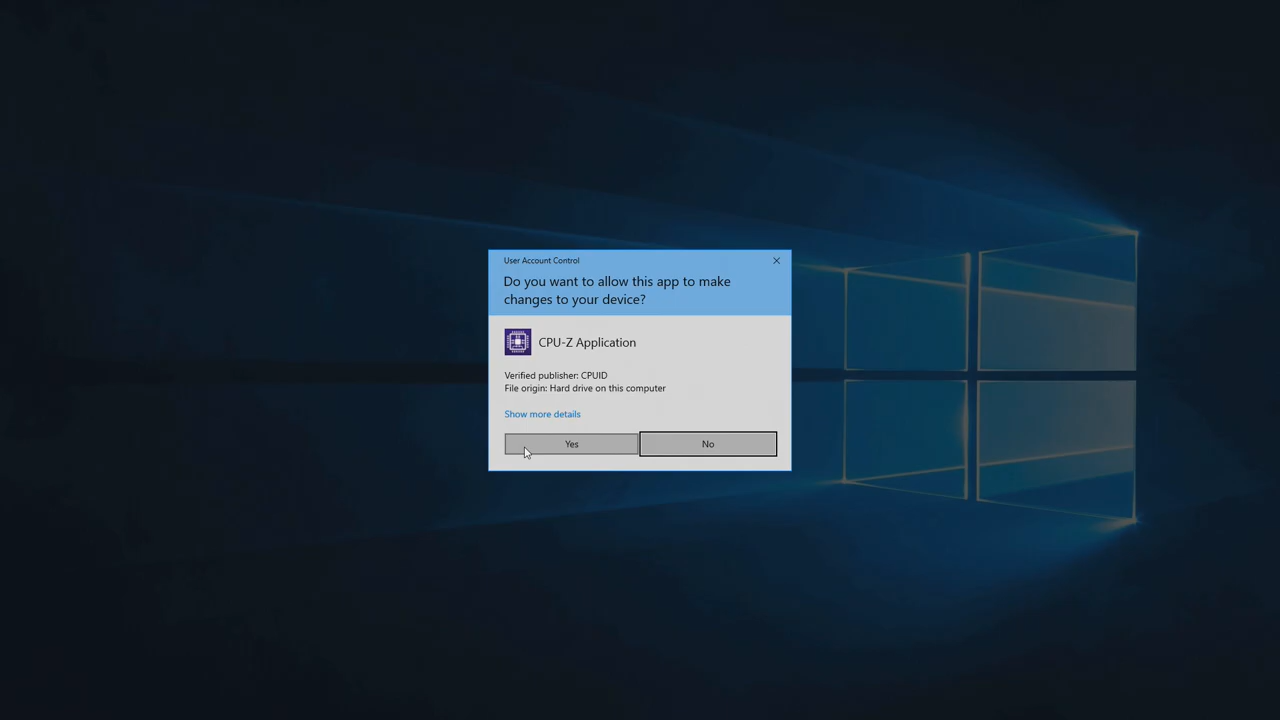 User Account Control
Do you want to allow this app to make
changes to your device?
CPU-Z Application
Verified publisher: CPUID
File origin: Hard drive on this computer
Show more details
Yes
No